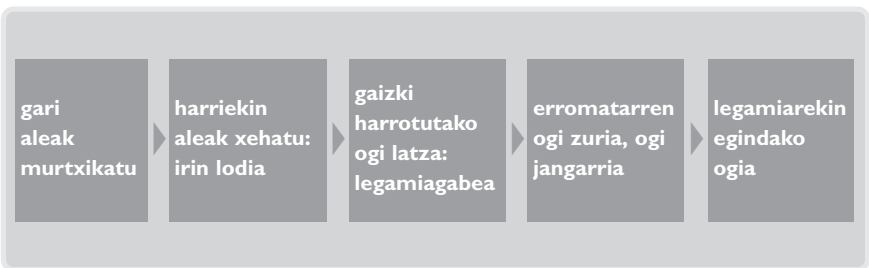 gari
aleak
murtxikatu
harriekin
aleak xehatu:
irin lodia
gaizki
harrotutako
ogi latza:
legamiagabea
erromatarren
ogi zuria, ogi
jangarria
legamiarekin
egindako
ogia